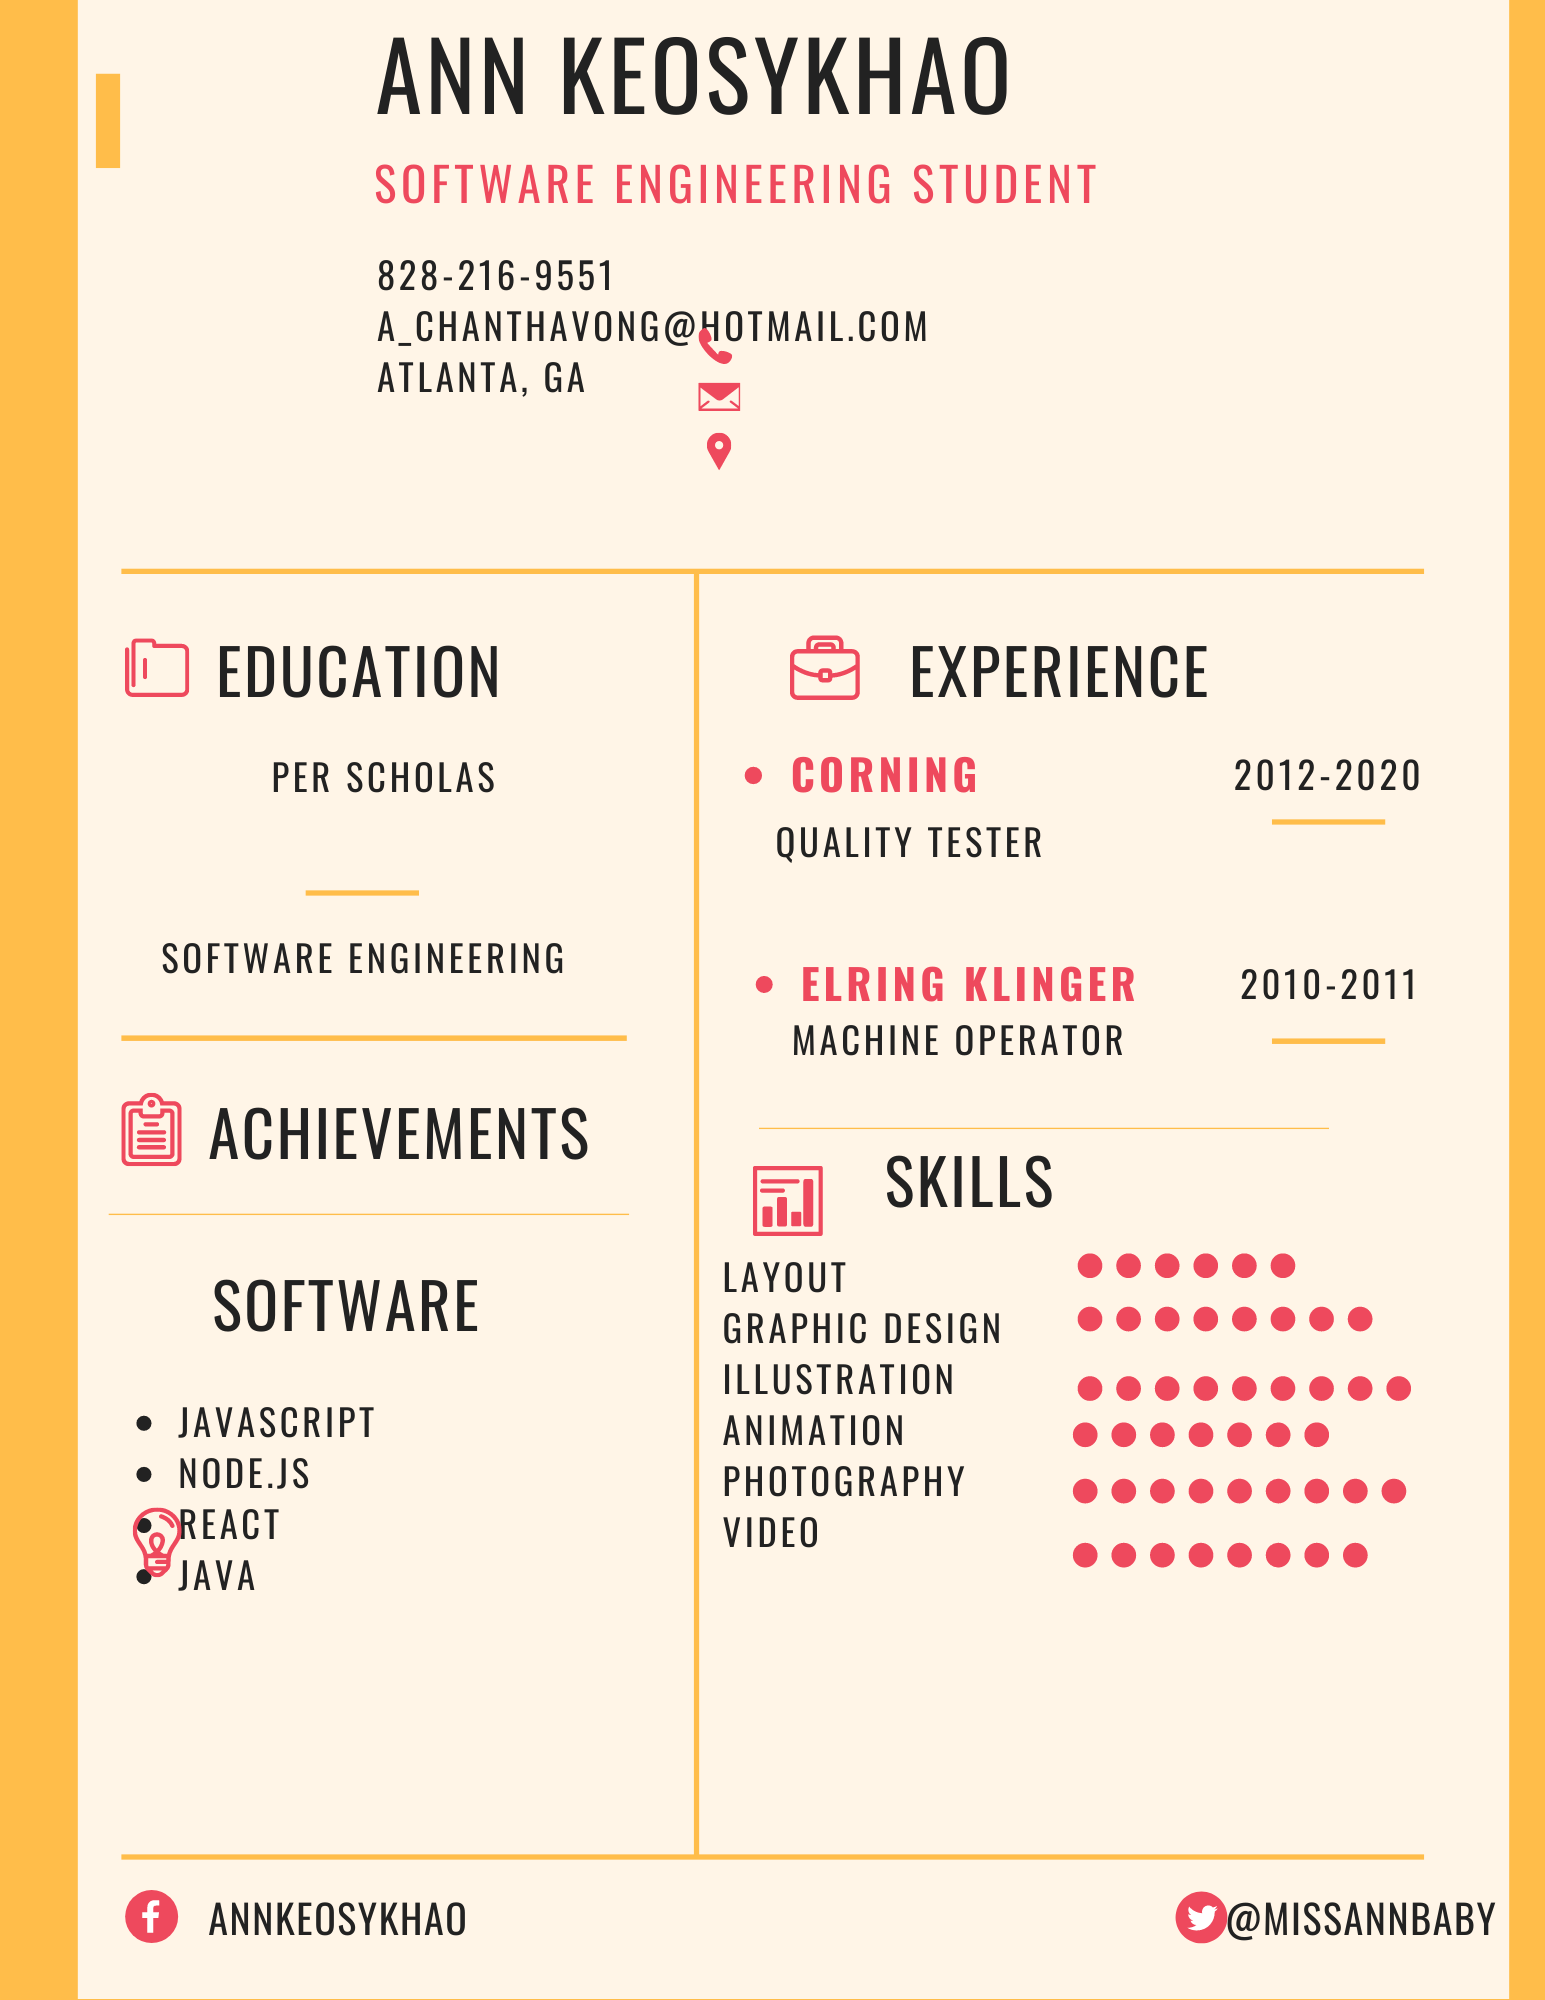 ANN KEOSYKHAO
SOFTWARE ENGINEERING STUDENT
828-216-9551
A_CHANTHAVONG@HOTMAIL.COM
ATLANTA, GA
EDUCATION
PER SCHOLAS
SOFTWARE ENGINEERING
ACHIEVEMENTS
SOFTWARE
• JAVASCRIPT
• NODE.JS
• REACT
• JAVA
EXPERIENCE
• CORNING 2012-2020
QUALITY TESTER
• ELRING KLINGER 2010-2011
MACHINE OPERATOR
SKILLS
LAYOUT
GRAPHIC DESIGN
ILLUSTRATION
ANIMATION
PHOTOGRAPHY
VIDEO
ANNKEOSYKHAO
@MISSANNBABY